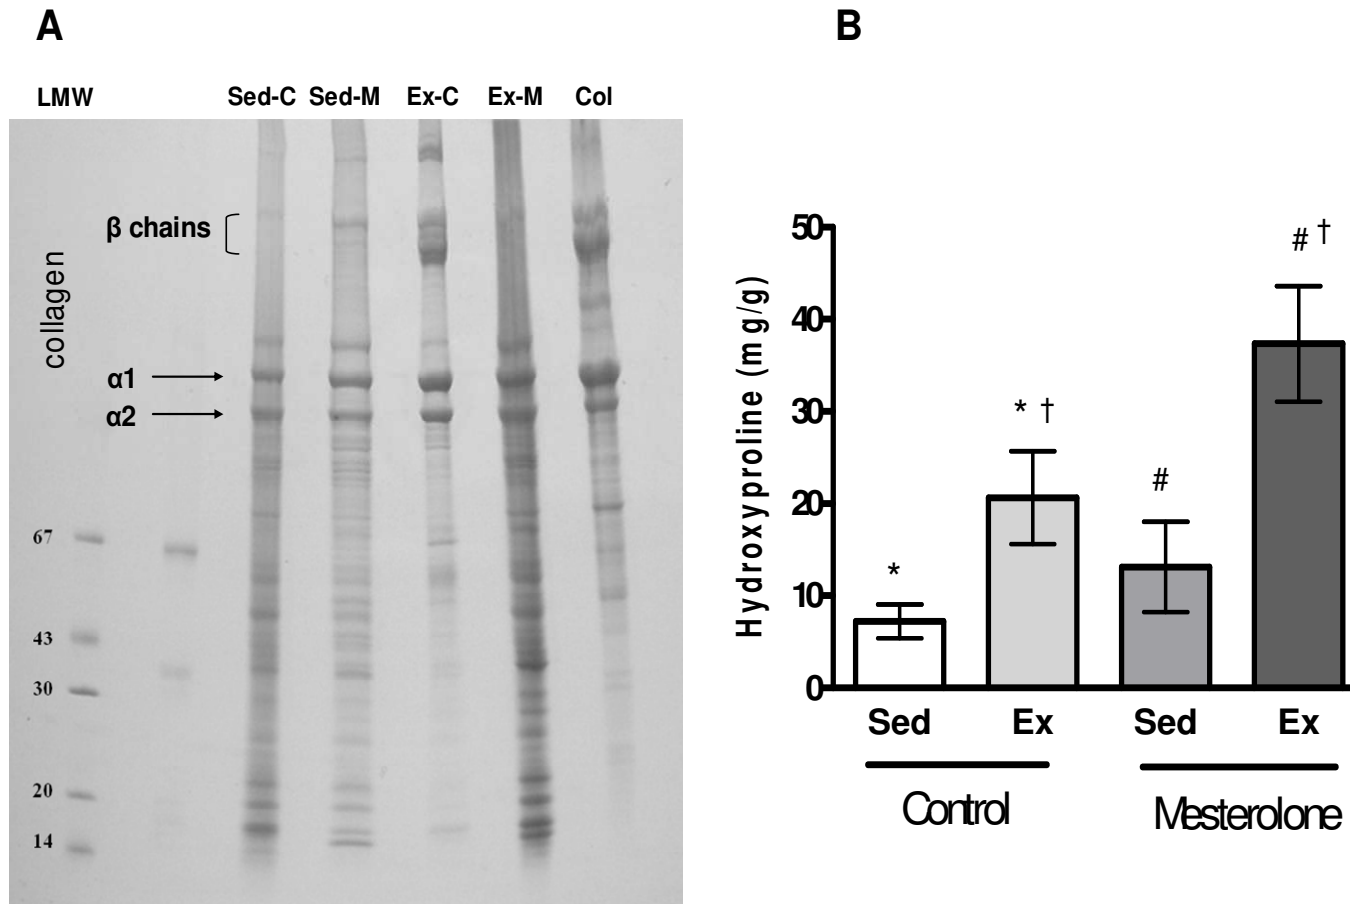 A
LMW Sed-C Sed-M Ex-C Ex-M Col
β chains
collagen
α1
α2
67
43
30
20
14
B
Hydroxyproline (mg/g)
50
40
30
20
10
0
*
* †
#
# †
Sed Ex Sed Ex
Control Mesterolone